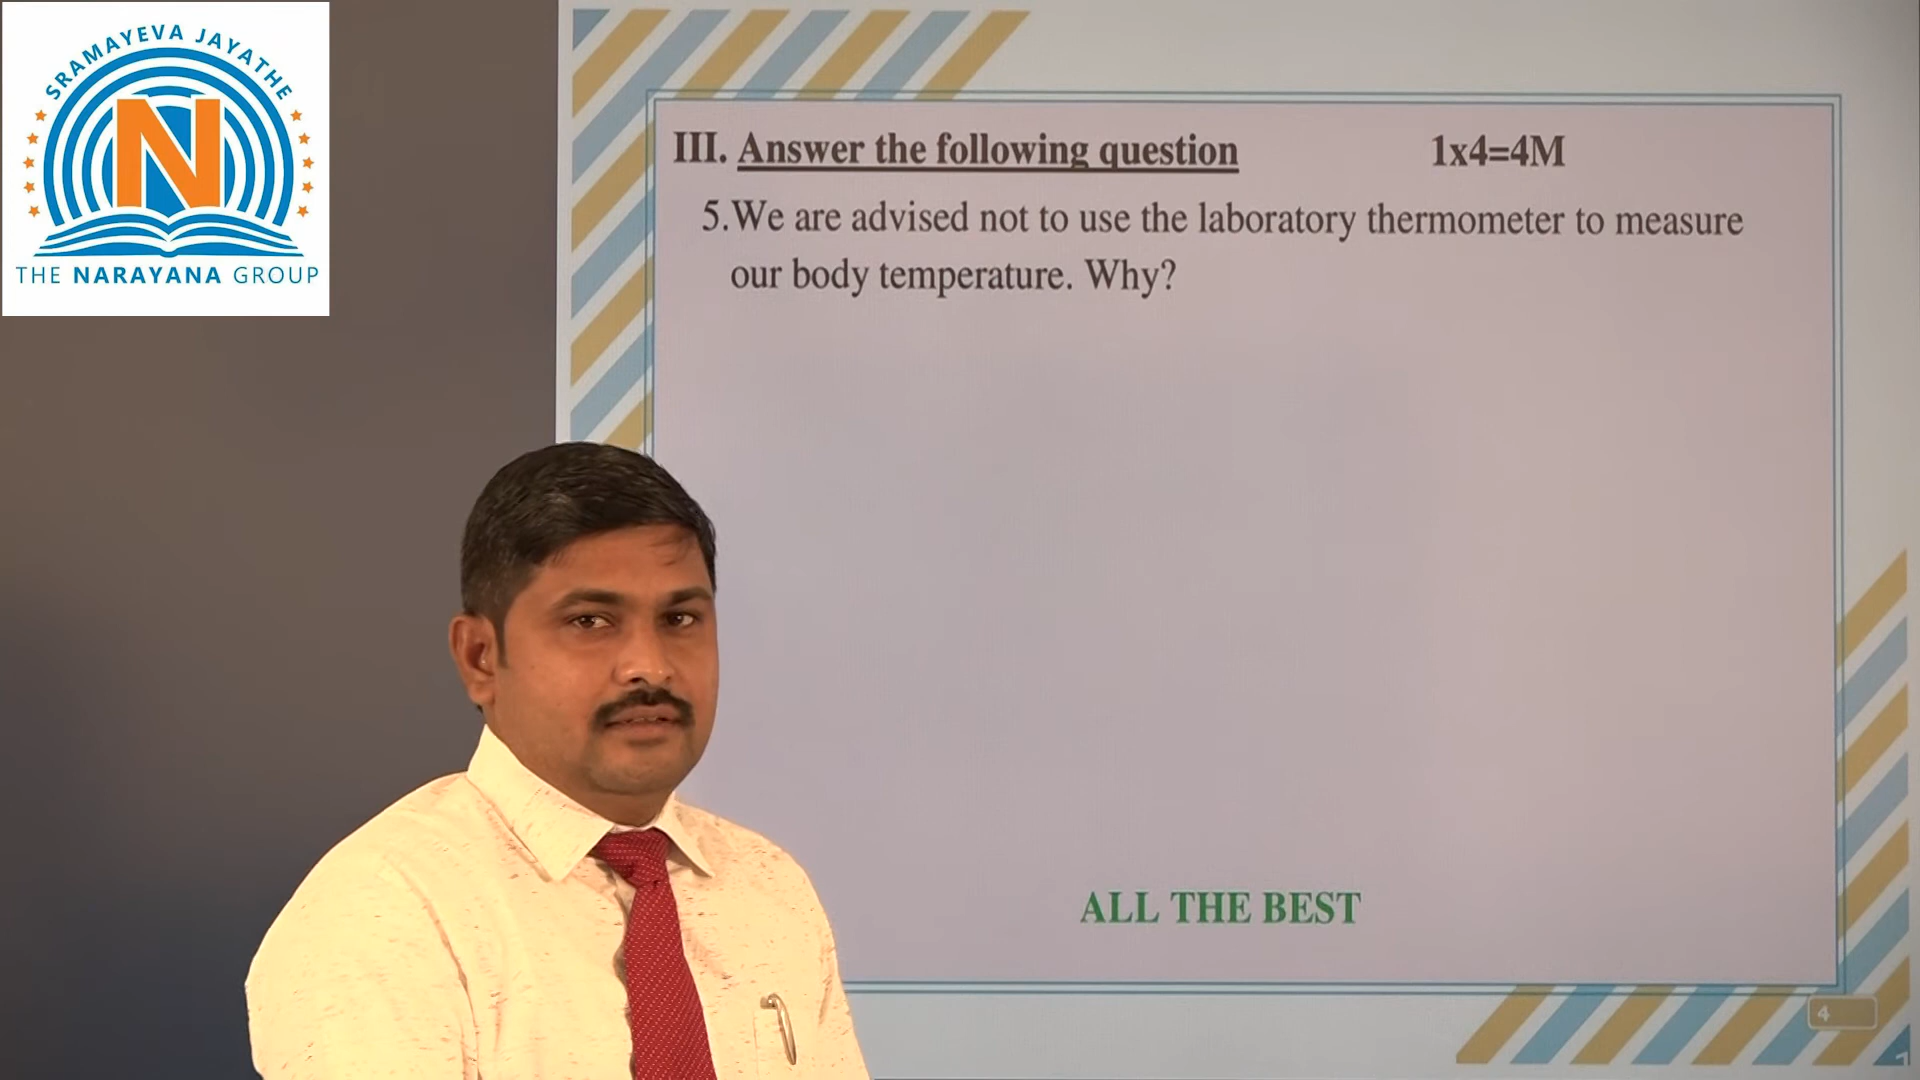 SRAMAYEVA JAYATHE
N
THE NARAYANA GROUP
III. Answer the following question 1x4=4M
5.We are advised not to use the laboratory thermometer to measure
our body temperature. Why?
ALL THE BEST
4